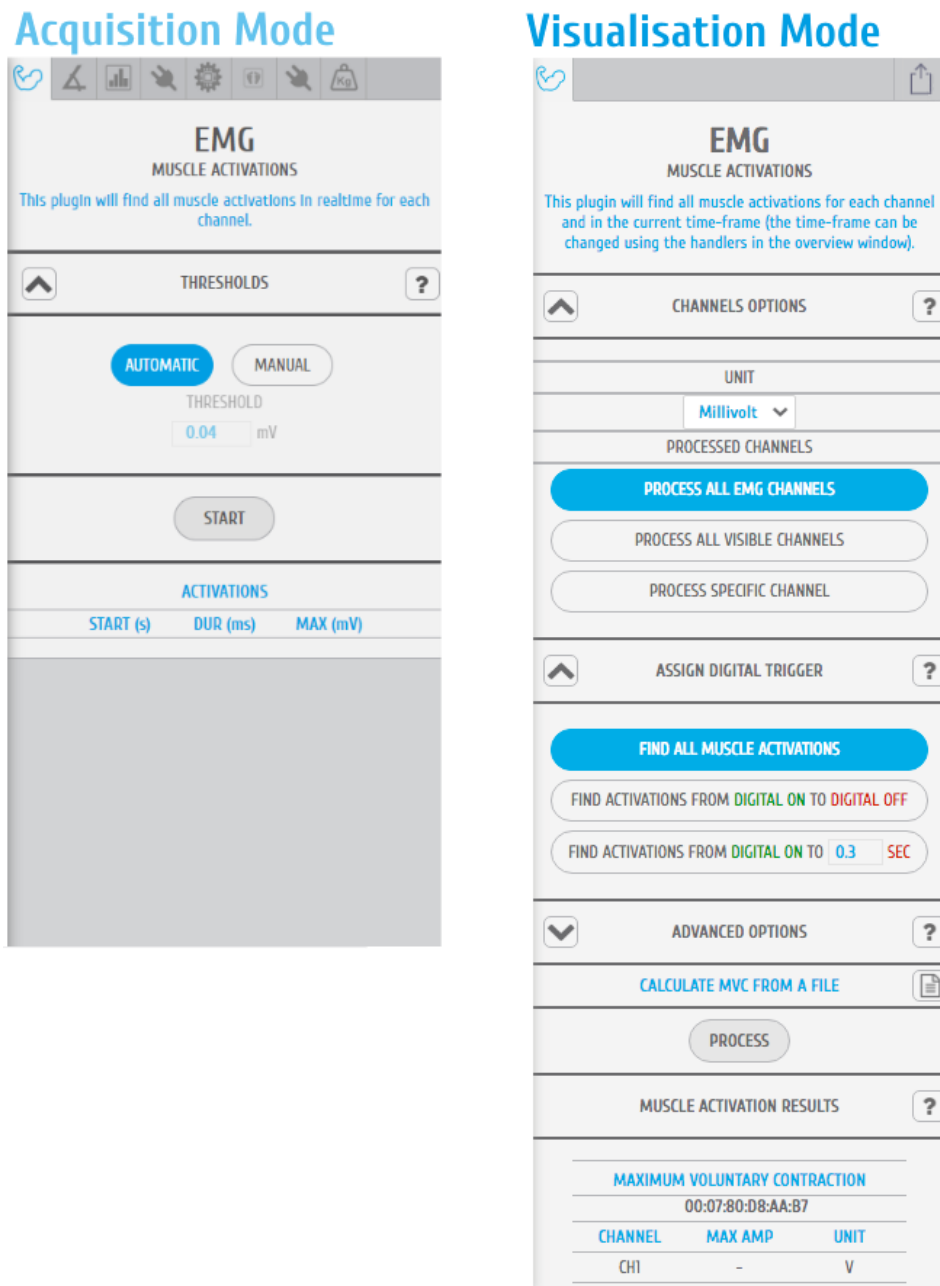 Acquisition Mode
Kg
EMG
MUSCLE ACTIVATIONS
This plugin will find all muscle activations in realtime for each
channel.
THRESHOLDS
?
AUTOMATIC
MANUAL
THRESHOLD
0.04 mV
START
ACTIVATIONS
START (s) DUR (ms) MAX (mV)
Visualisation Mode
EMG
MUSCLE ACTIVATIONS
This plugin will find all muscle activations for each channel
and in the current time-frame (the time-frame can be
changed using the handlers in the overview window).
CHANNELS OPTIONS
?
UNIT
Millivolt
PROCESSED CHANNELS
PROCESS ALL EMG CHANNELS
PROCESS ALL VISIBLE CHANNELS
PROCESS SPECIFIC CHANNEL
ASSIGN DIGITAL TRIGGER
?
FIND ALL MUSCLE ACTIVATIONS
FIND ACTIVATIONS FROM DIGITAL ON TO DIGITAL OFF
FIND ACTIVATIONS FROM DIGITAL ON TO 0.3 SEC
ADVANCED OPTIONS
?
CALCULATE MVC FROM A FILE
PROCESS
MUSCLE ACTIVATION RESULTS
?
MAXIMUM VOLUNTARY CONTRACTION
00:07:80:D8:AA:B7
CHANNEL MAX AMP UNIT
CH1 - V